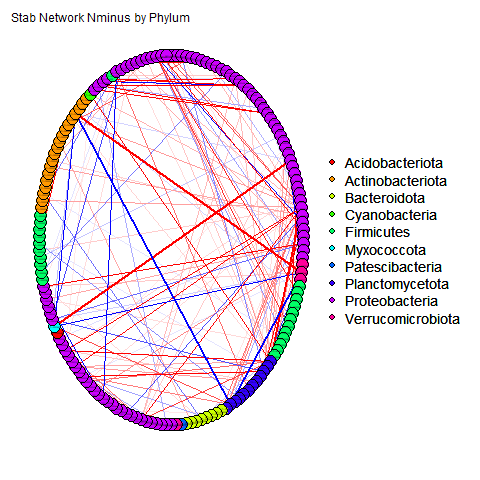 Stab Network Nminus by Phylum
Acidobacteriota
Actinobacteriota
Bacteroidota
Cyanobacteria
Firmicutes
Myxococcota
Patescibacteria
Planctomycetota
Proteobacteria
Verrucomicrobiota